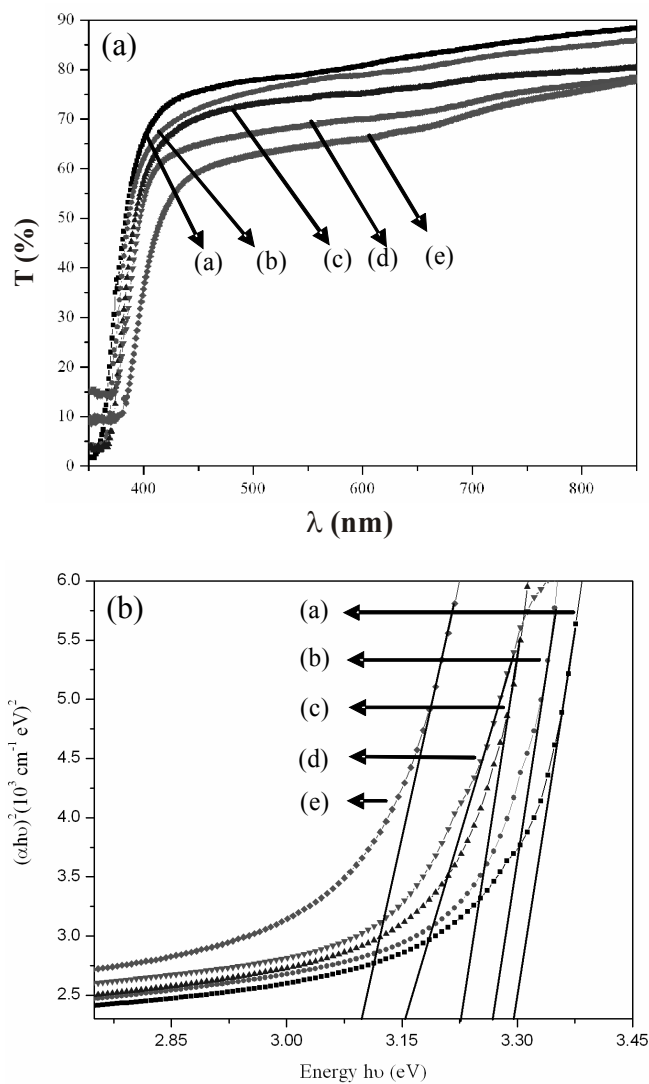 (a)
90
80
70
60
50
40
30
20
10
0
T (%)
(a) (b) (c) (d) (e)
400 500 600 700 800
λ (nm)
(b)
6.0
5.5
5.0
4.5
4.0
3.5
3.0
2.5
(αhυ)²(10³ cm⁻¹ eV)²
(a)
(b)
(c)
(d)
(e)
2.85 3.00 3.15 3.30 3.45
Energy hυ (eV)